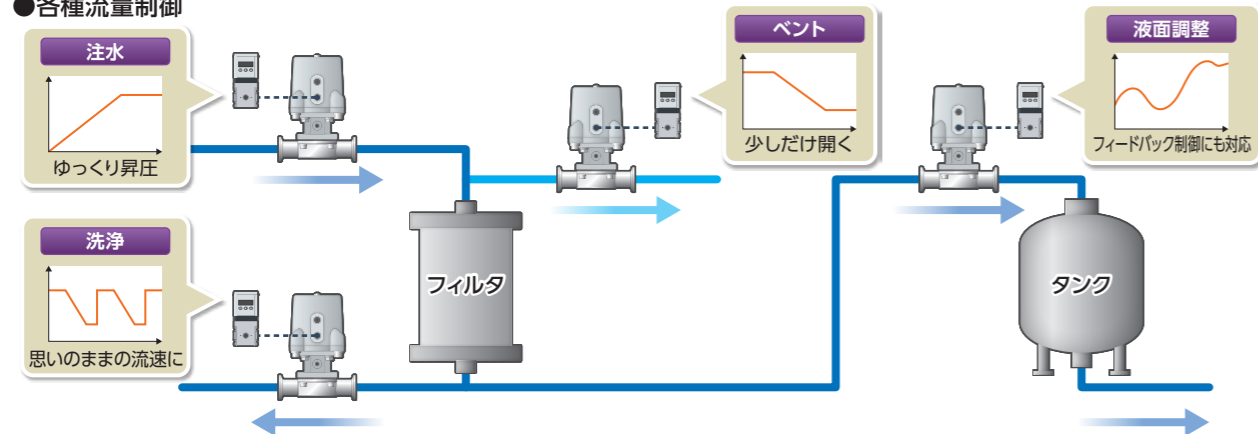 ●各種流量制御
注水
ゆっくり昇圧
ベント
少しだけ開く
液面調整
フィードバック制御にも対応
洗浄
思いのままの流速に
フィルタ
タンク